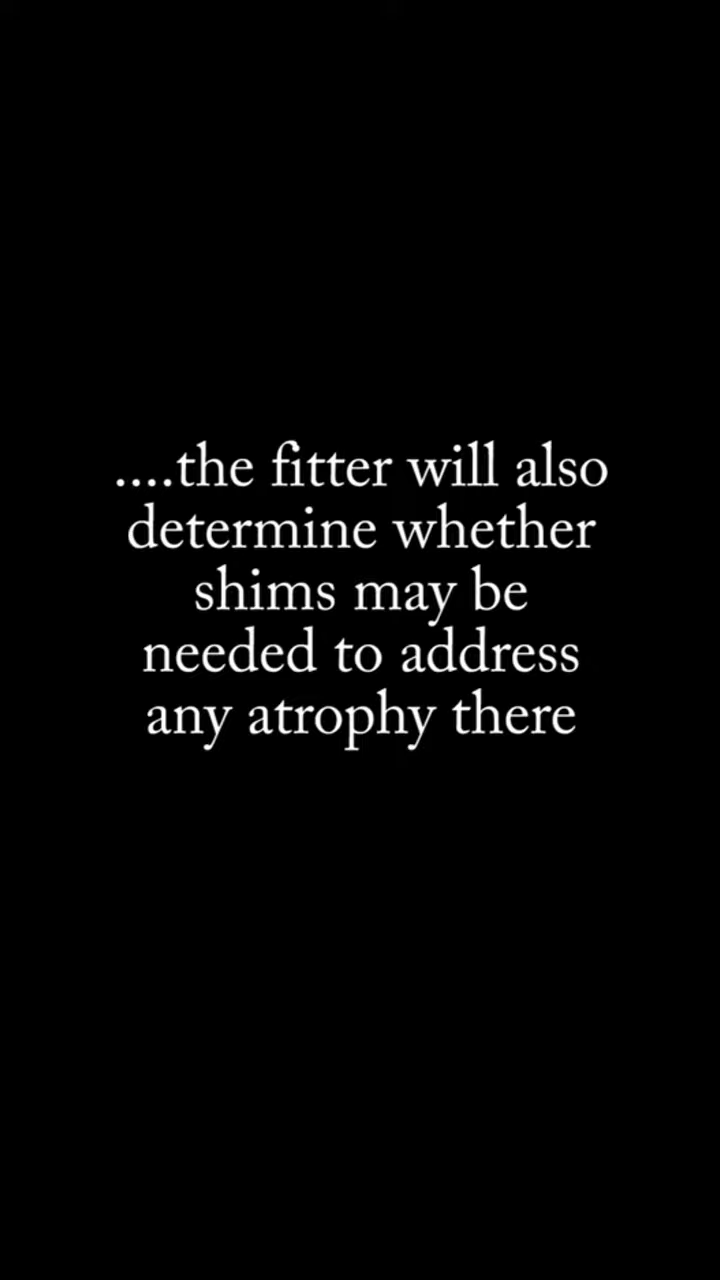 ....the fitter will also
determine whether
shims may be
needed to address
any atrophy there